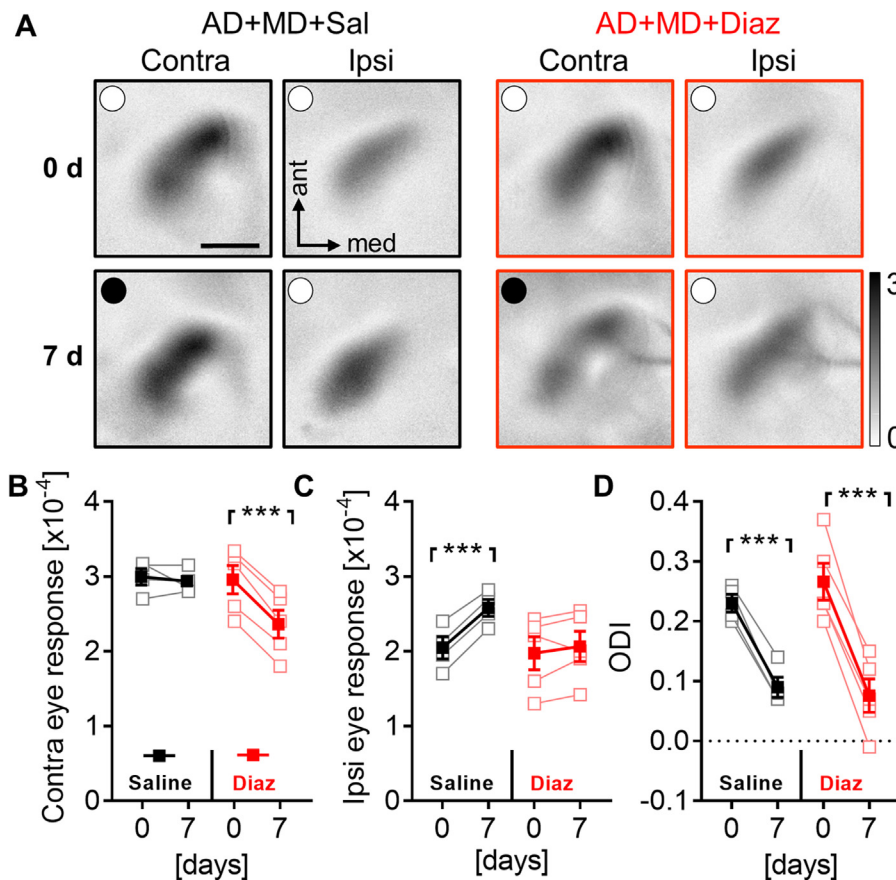 A
AD+MD+Sal
AD+MD+Diaz
Contra
Ipsi
Contra
Ipsi
0 d
ant
med
7 d
3
0
B
Contra eye response [x10⁻⁴]
4
3
2
1
0
***
Saline
Diaz
0 7 0 7
[days]
C
Ipsi eye response [x10⁻⁴]
4
3
2
1
0
***
Saline
Diaz
0 7 0 7
[days]
D
ODI
0.4
0.3
0.2
0.1
0.0
-0.1
***
***
Saline
Diaz
0 7 0 7
[days]